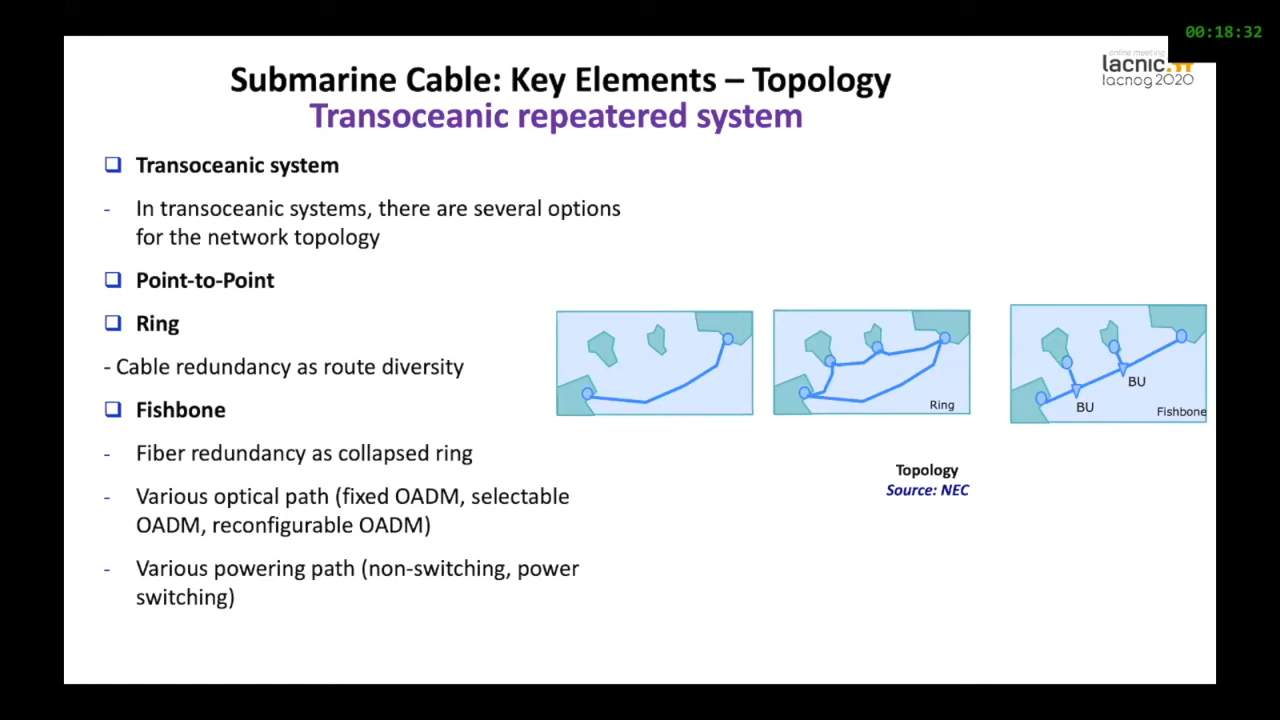 00:18:32
online meeting
lacnic
lacnog2020
Submarine Cable: Key Elements – Topology
Transoceanic repeatered system
Transoceanic system
- In transoceanic systems, there are several options
for the network topology
Point-to-Point
Ring
- Cable redundancy as route diversity
Fishbone
- Fiber redundancy as collapsed ring
- Various optical path (fixed OADM, selectable
OADM, reconfigurable OADM)
- Various powering path (non-switching, power
switching)
Ring
BU
BU
Fishbone
Topology
Source: NEC